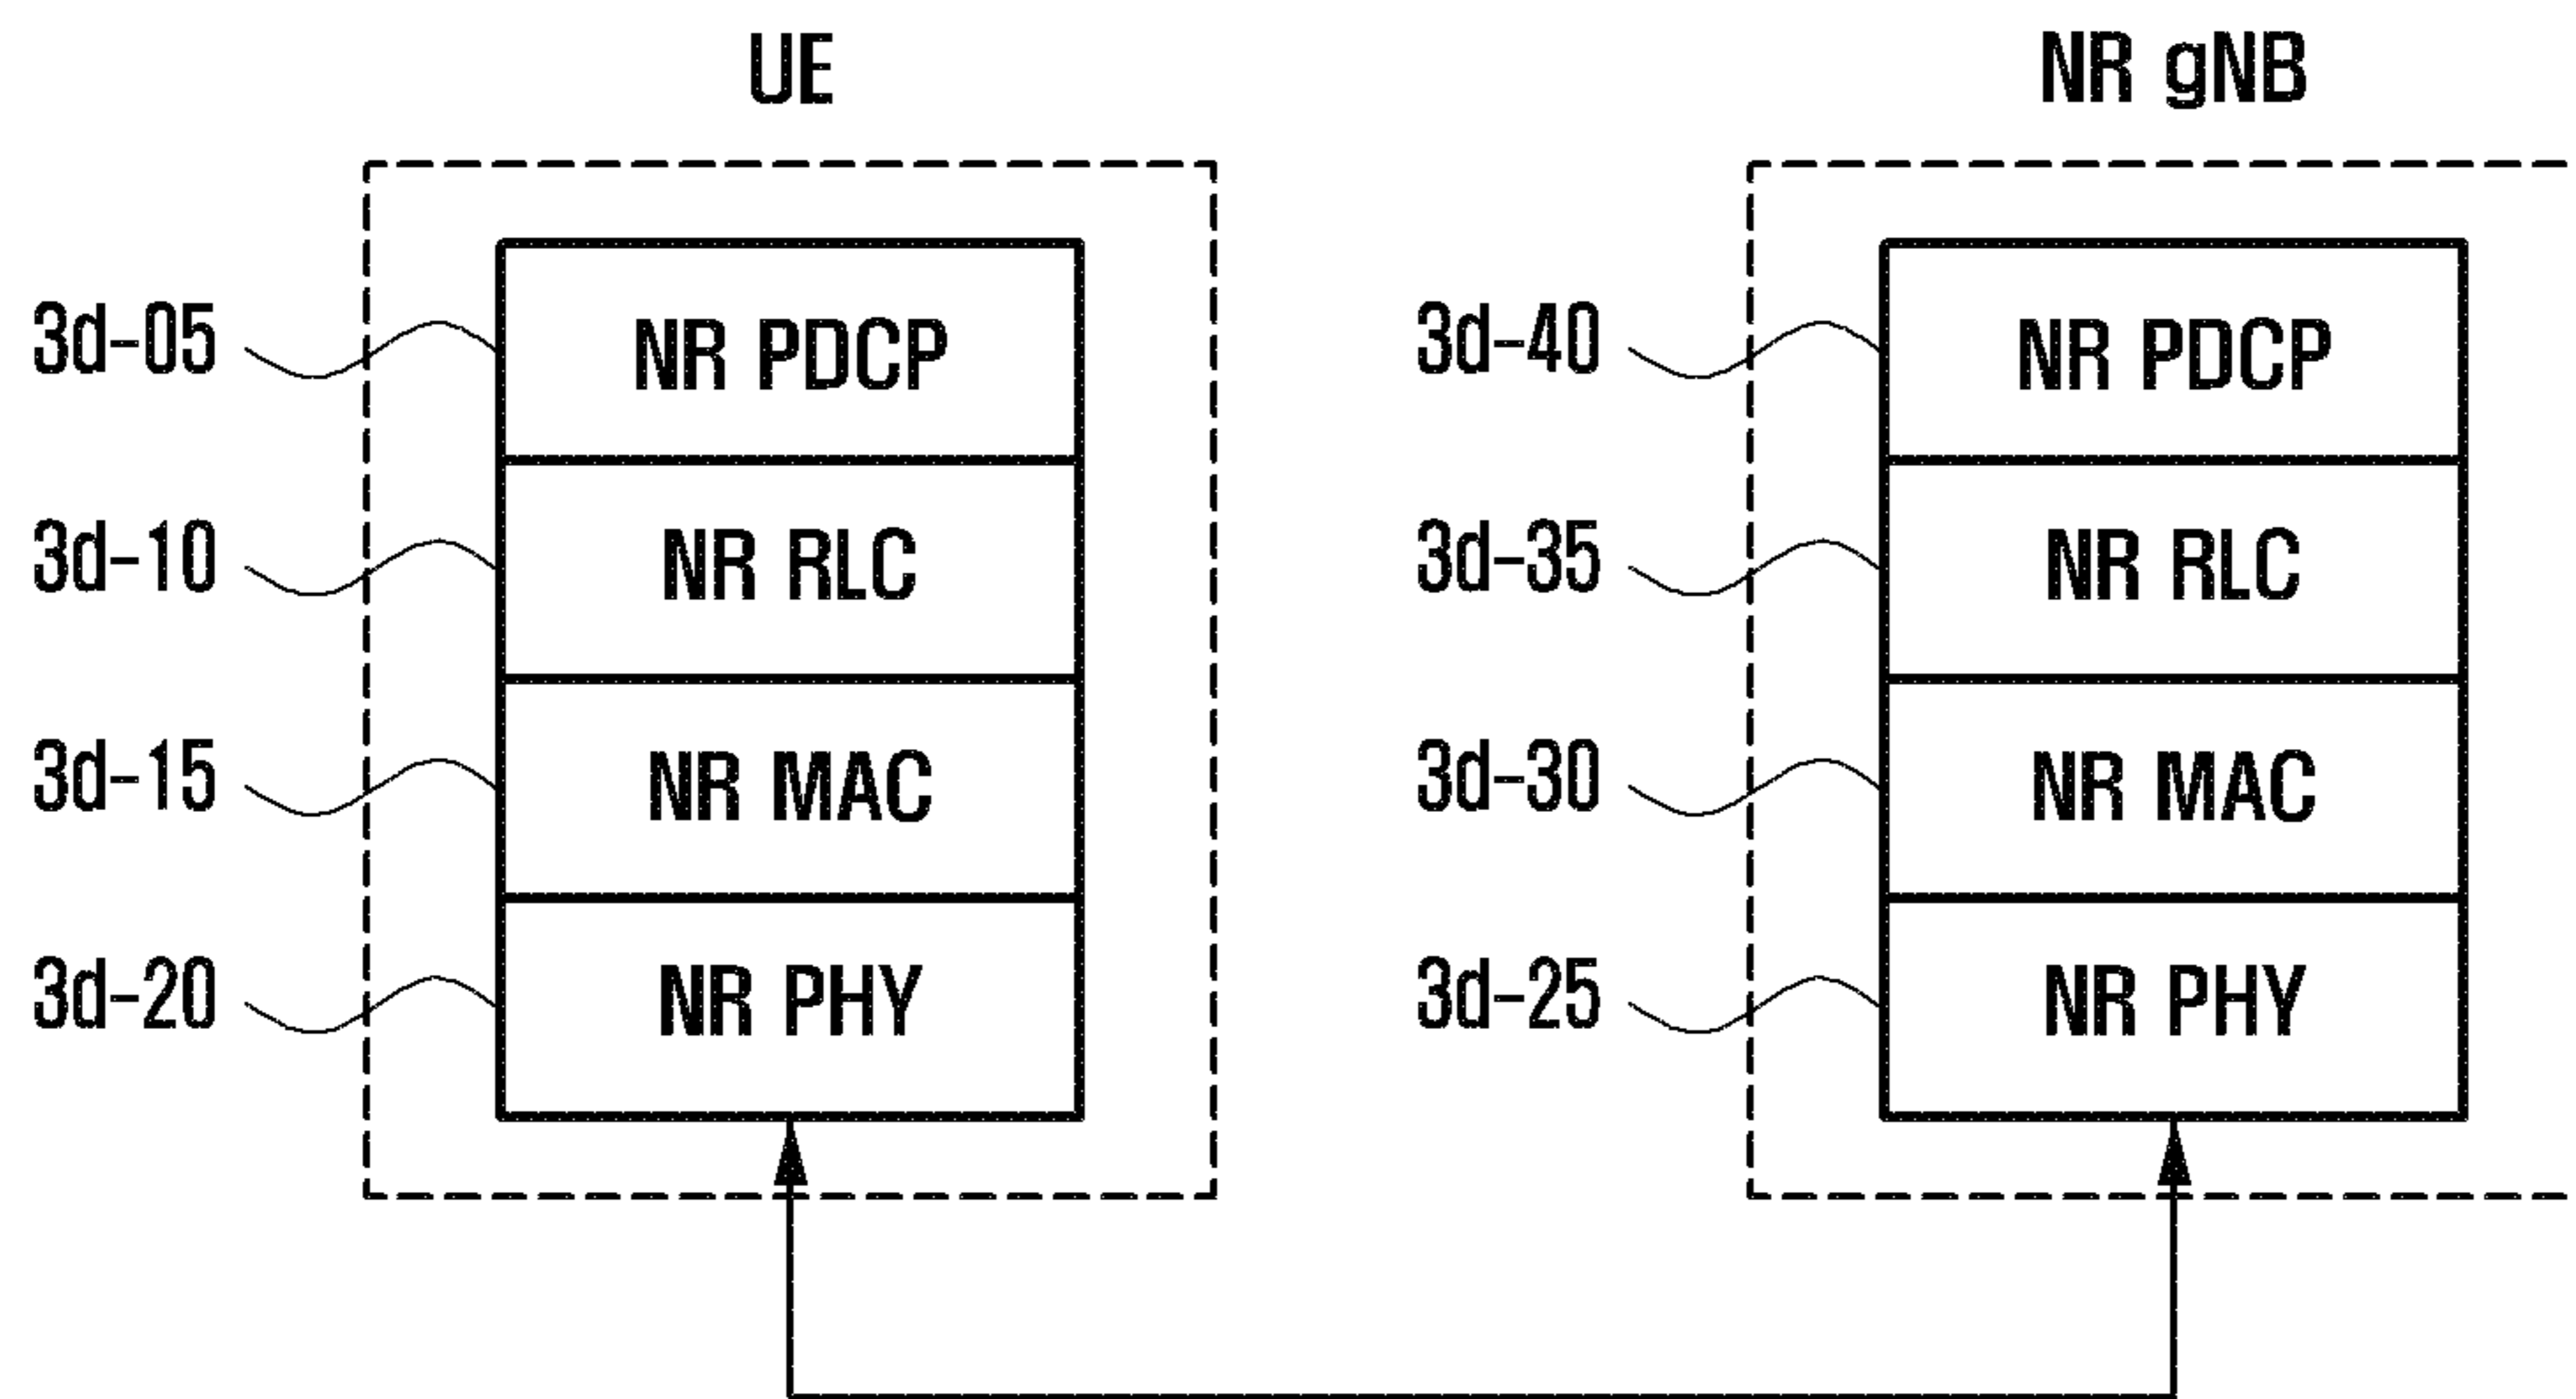 UE
NR gNB
3d-05
NR PDCP
3d-40
NR PDCP
3d-10
NR RLC
3d-35
NR RLC
3d-15
NR MAC
3d-30
NR MAC
3d-20
NR PHY
3d-25
NR PHY